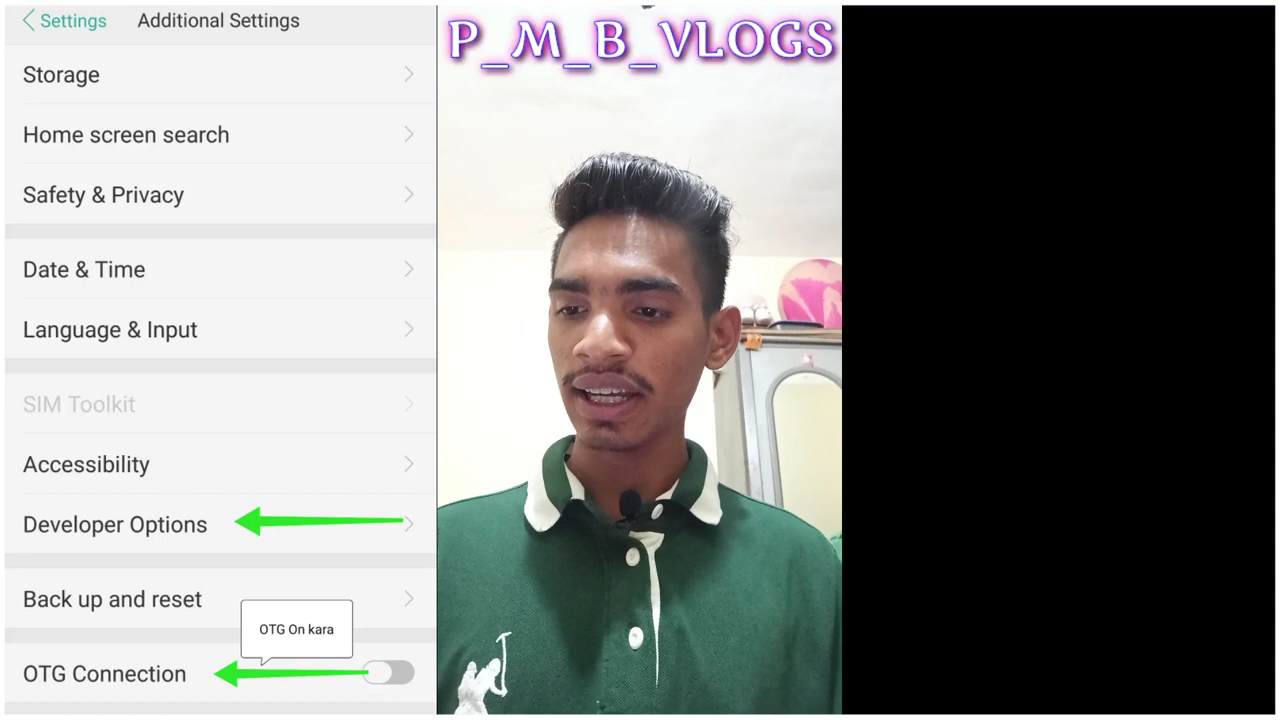 Settings Additional Settings
Storage
Home screen search
Safety & Privacy
Date & Time
Language & Input
SIM Toolkit
Accessibility
Developer Options
Back up and reset
OTG On kara
OTG Connection
P_M_B_VLOGS